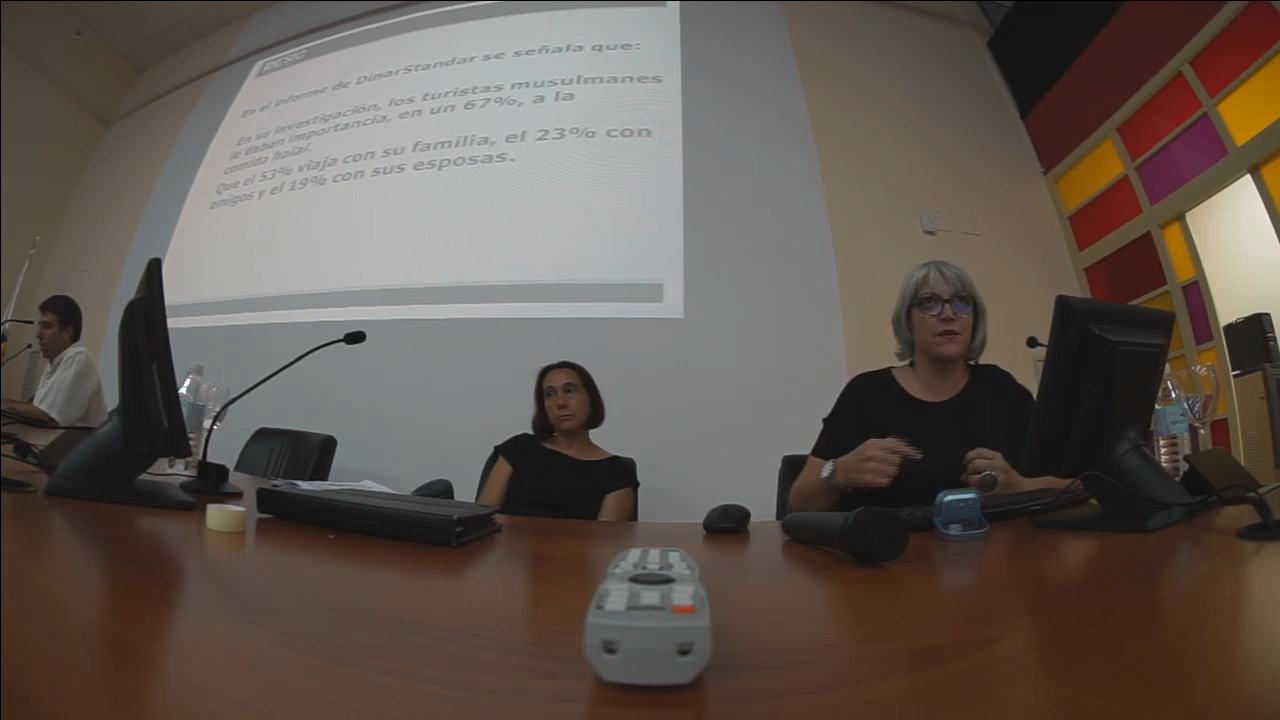 En el informe de DinarStandar se señala que:
En su investigación, los turistas musulmanes
le daban importancia, en un 67%, a la
comida halal.
Que el 53% viaja con su familia, el 23% con
amigos y el 19% con sus esposas.